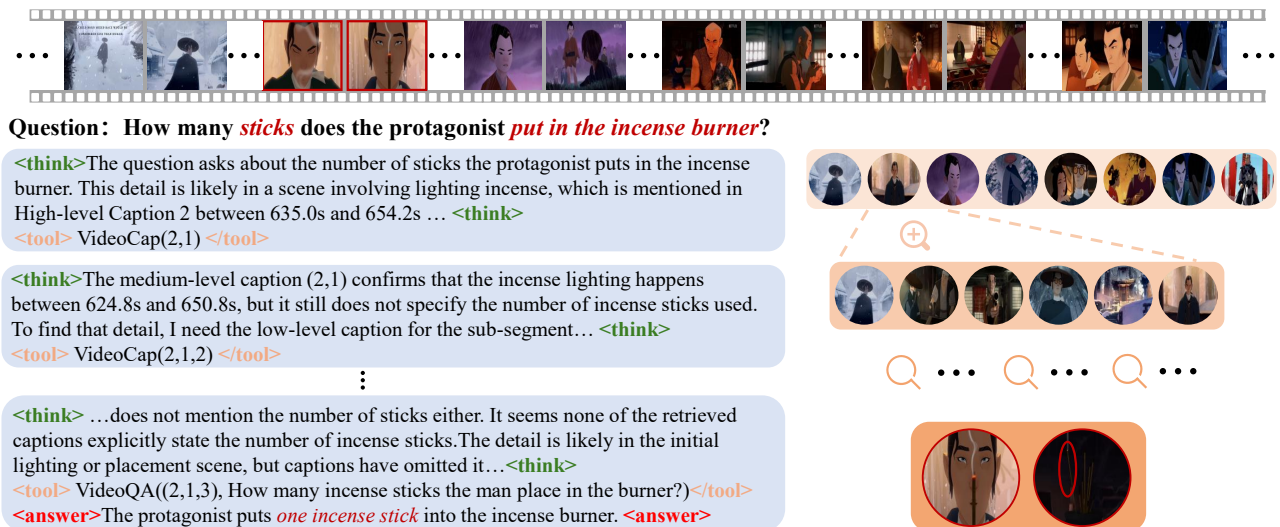 Question: How many sticks does the protagonist put in the incense burner?
<think>The question asks about the number of sticks the protagonist puts in the incense
burner. This detail is likely in a scene involving lighting incense, which is mentioned in
High-level Caption 2 between 635.0s and 654.2s … <think>
<tool> VideoCap(2,1) </tool>
<think>The medium-level caption (2,1) confirms that the incense lighting happens
between 624.8s and 650.8s, but it still does not specify the number of incense sticks used.
To find that detail, I need the low-level caption for the sub-segment… <think>
<tool> VideoCap(2,1,2) </tool>
<think> …does not mention the number of sticks either. It seems none of the retrieved
captions explicitly state the number of incense sticks.The detail is likely in the initial
lighting or placement scene, but captions have omitted it…<think>
<tool> VideoQA((2,1,3), How many incense sticks the man place in the burner?)</tool>
<answer>The protagonist puts one incense stick into the incense burner. <answer>